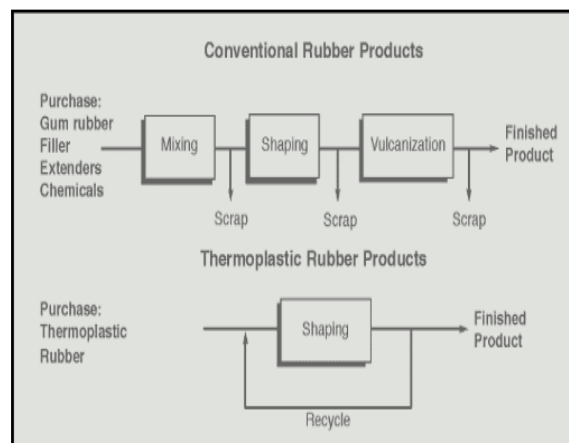 Conventional Rubber Products
Purchase:
Gum rubber
Filler
Extenders
Chemicals
Mixing
Shaping
Vulcanization
Finished
Product
Scrap
Scrap
Scrap
Thermoplastic Rubber Products
Purchase:
Thermoplastic
Rubber
Shaping
Finished
Product
Recycle